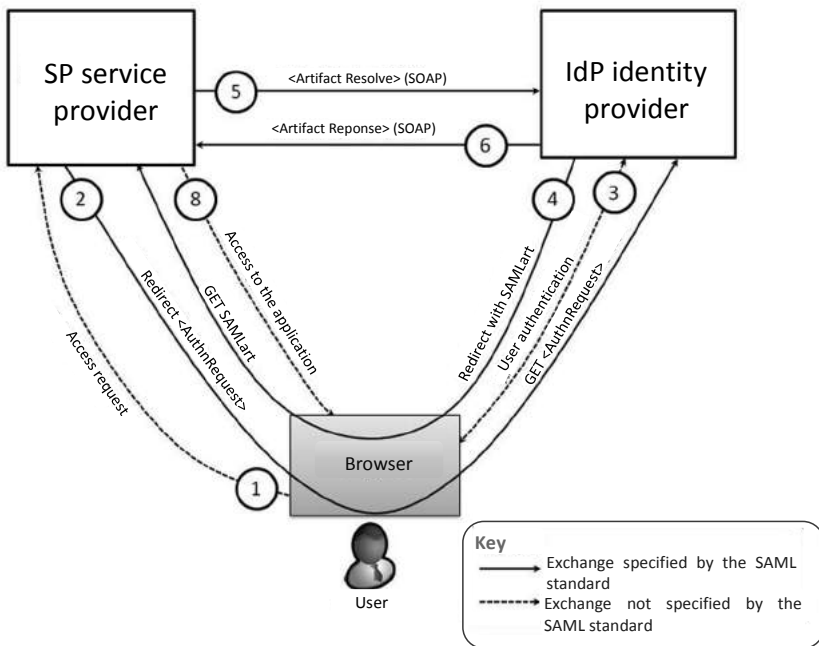 SP service
provider
IdP identity
provider
5
<Artifact Resolve> (SOAP)
<Artifact Reponse> (SOAP)
6
2
8
4
3
Access request
Redirect <AuthnRequest>
GET SAMLart
Access to the application
Redirect with SAMLart
User authentication
GET <AuthnRequest>
1
Browser
User
Key
Exchange specified by the SAML
standard
Exchange not specified by the
SAML standard